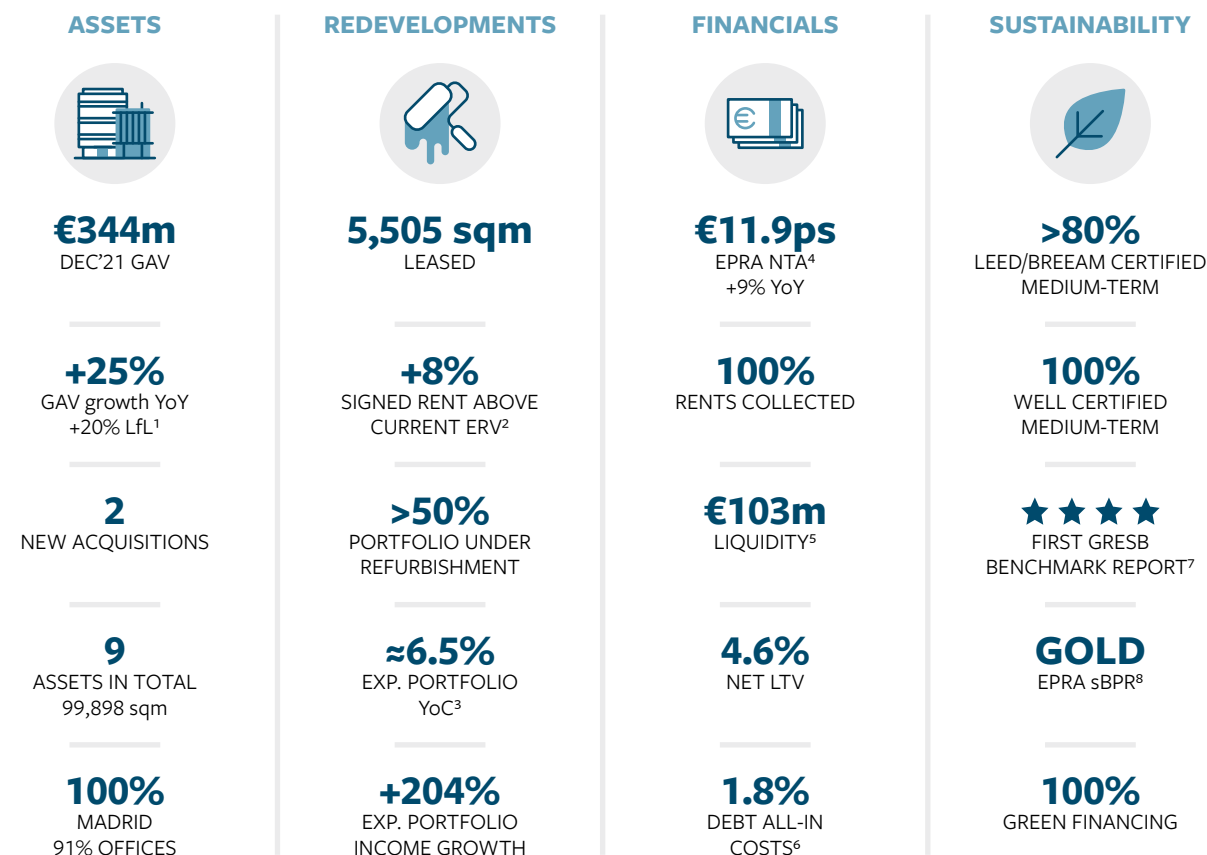 ASSETS
€344m
DEC'21 GAV
+25%
GAV growth YoY
+20% LfL¹
2
NEW ACQUISITIONS
9
ASSETS IN TOTAL
99,898 sqm
100%
MADRID
91% OFFICES
REDEVELOPMENTS
5,505 sqm
LEASED
+8%
SIGNED RENT ABOVE
CURRENT ERV²
>50%
PORTFOLIO UNDER
REFURBISHMENT
≈6.5%
EXP. PORTFOLIO
YoC³
+204%
EXP. PORTFOLIO
INCOME GROWTH
FINANCIALS
€
€11.9ps
EPRA NTA⁴
+9% YoY
100%
RENTS COLLECTED
€103m
LIQUIDITY⁵
4.6%
NET LTV
1.8%
DEBT ALL-IN
COSTS⁶
SUSTAINABILITY
>80%
LEED/BREEAM CERTIFIED
MEDIUM-TERM
100%
WELL CERTIFIED
MEDIUM-TERM
FIRST GRESB
BENCHMARK REPORT⁷
GOLD
EPRA sBPR⁸
100%
GREEN FINANCING